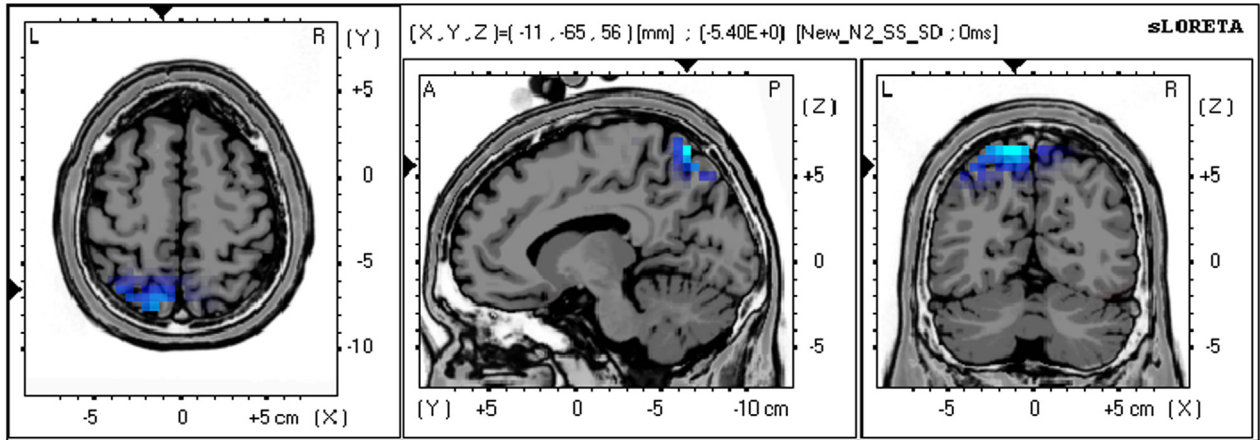 (X,Y,Z)=( -11 , -65, 56 ) [mm] ; (-5.40E+0) [New_N2_SS_SD ; 0ms]
sLORETA
L R (Y)
+5
0
-5
-10
-5 0 +5 cm (X)
A P (Z)
+5
0
-5
(Y) +5 0 -5 -10 cm
L R (Z)
+5
0
-5
-5 0 +5 cm (X)